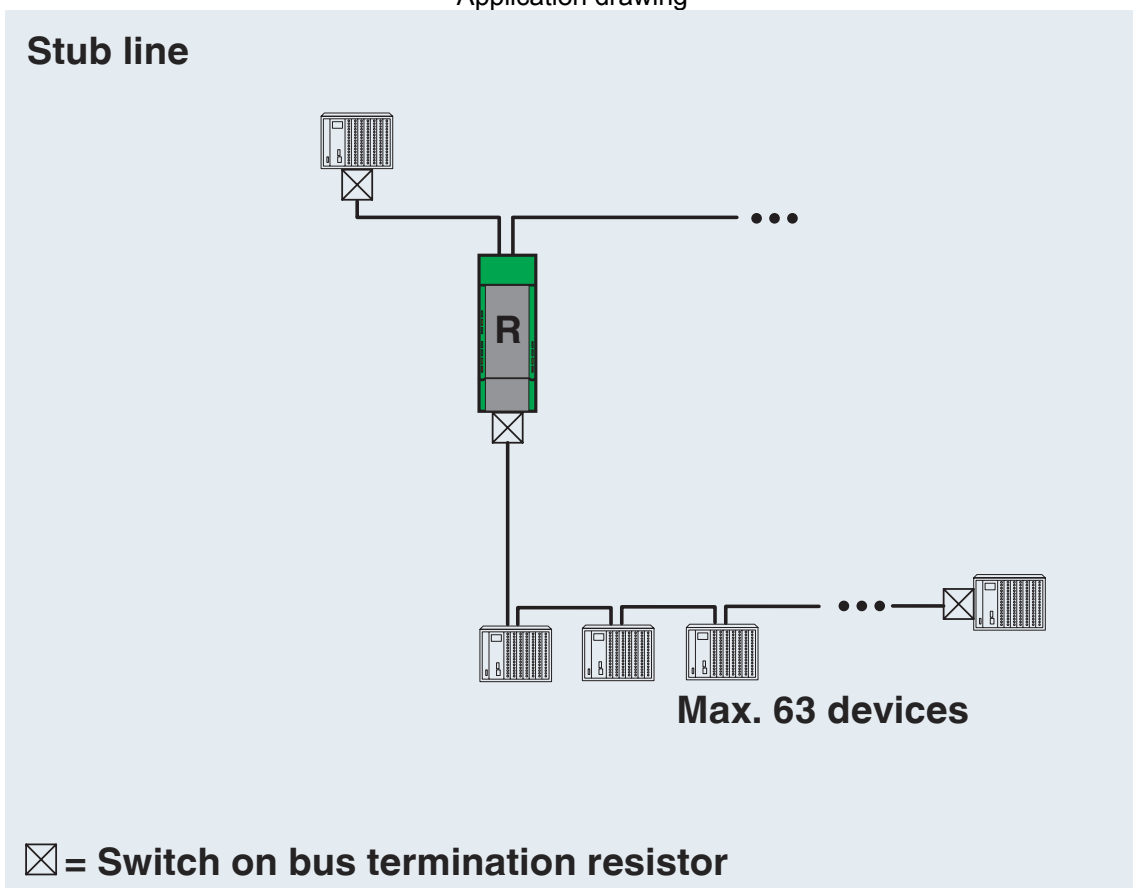 Application drawing
Stub line
R
Max. 63 devices
= Switch on bus termination resistor